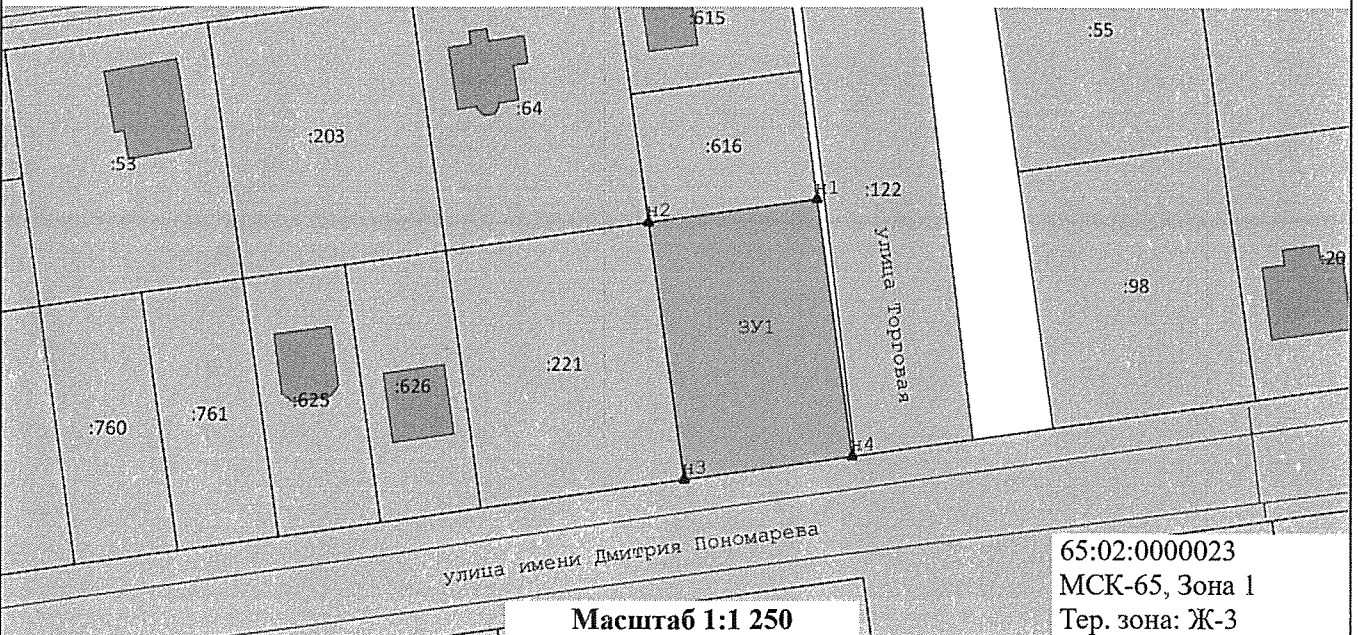 :615
:55
:64
:203
:53
:616
н1
:122
н2
улица Торговая
:20
:98
ЗУ1
:221
:626
:625
:761
:760
н4
н3
улица имени Дмитрия Пономарева
65:02:0000023
МСК-65, Зона 1
Тер. зона: Ж-3
Масштаб 1:1 250